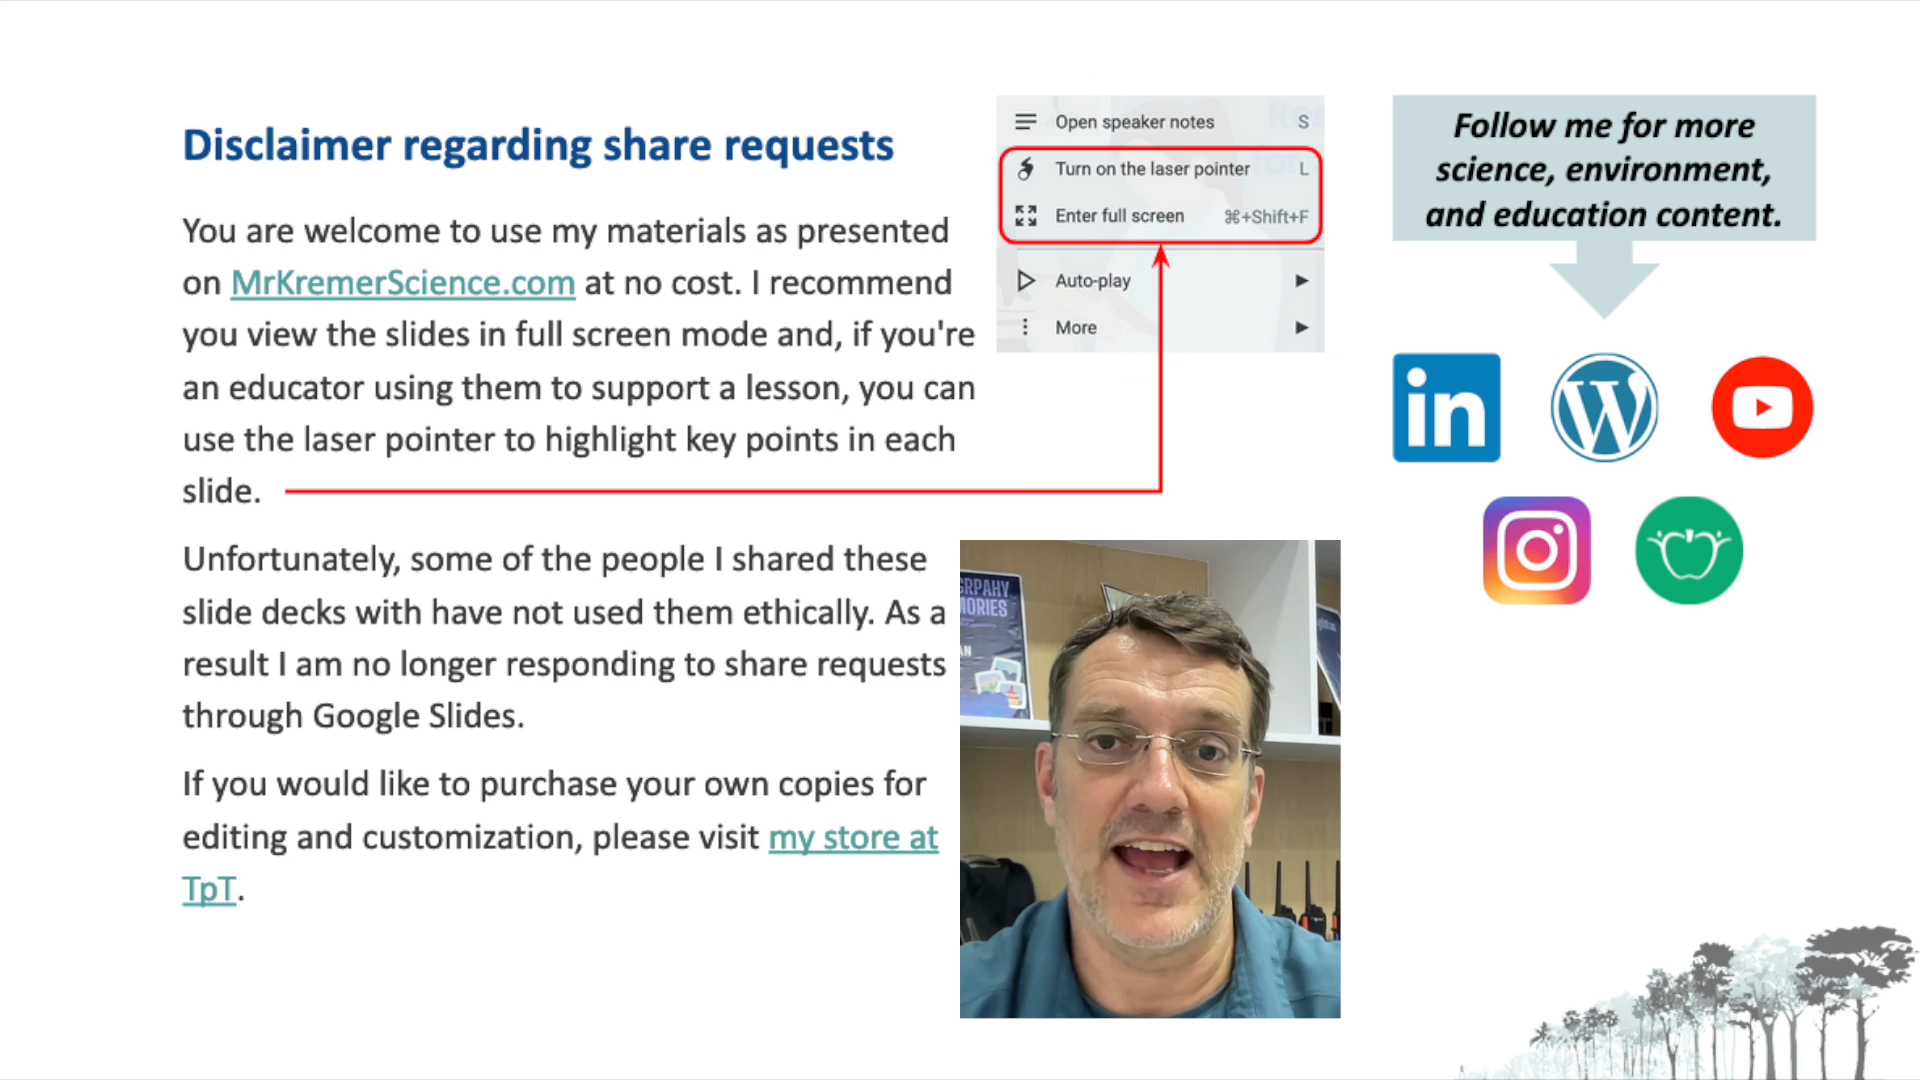 Disclaimer regarding share requests
You are welcome to use my materials as presented
on MrKremerScience.com at no cost. I recommend
you view the slides in full screen mode and, if you're
an educator using them to support a lesson, you can
use the laser pointer to highlight key points in each
slide.
Unfortunately, some of the people I shared these
slide decks with have not used them ethically. As a
result I am no longer responding to share requests
through Google Slides.
If you would like to purchase your own copies for
editing and customization, please visit my store at
TpT.
Open speaker notes S
Turn on the laser pointer L
Enter full screen ⌘+Shift+F
Auto-play
More
Follow me for more
science, environment,
and education content.
in
W